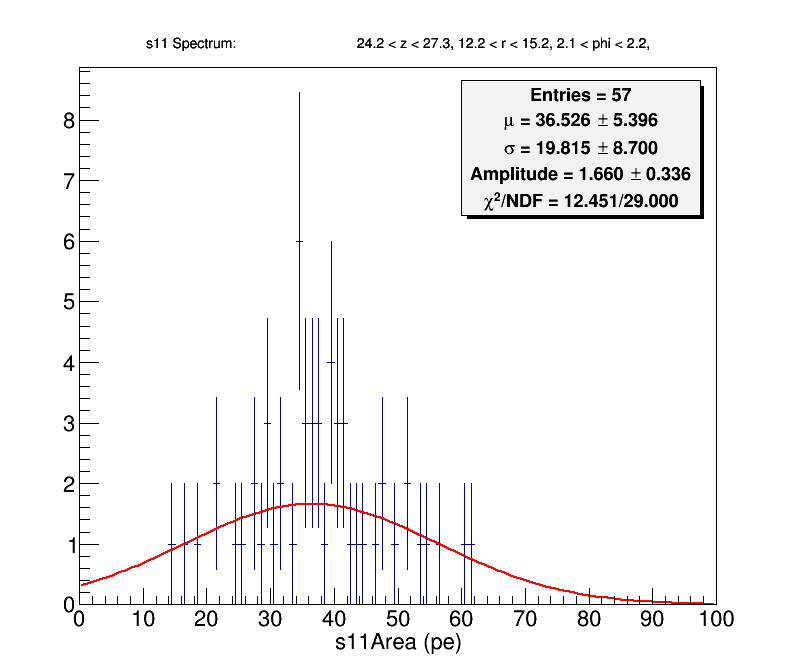 s11 Spectrum: 24.2 < z < 27.3, 12.2 < r < 15.2, 2.1 < phi < 2.2,
Entries = 57
μ = 36.526 ± 5.396
σ = 19.815 ± 8.700
Amplitude = 1.660 ± 0.336
χ²/NDF = 12.451/29.000
8
7
6
5
4
3
2
1
0
0 10 20 30 40 50 60 70 80 90 100
s11Area (pe)